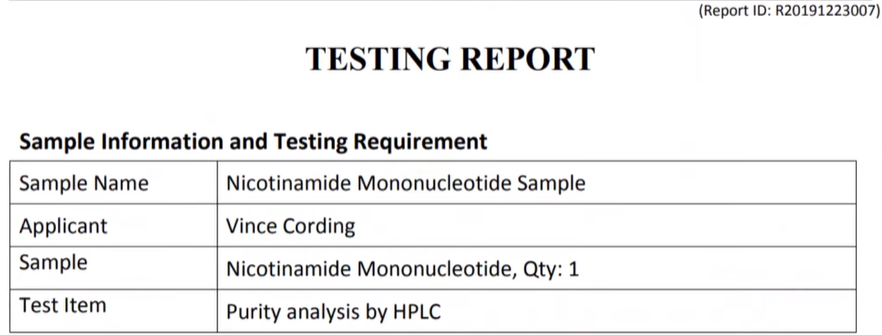 (Report ID: R20191223007)
TESTING REPORT
Sample Information and Testing Requirement
Sample Name Nicotinamide Mononucleotide Sample
Applicant Vince Cording
Sample Nicotinamide Mononucleotide, Qty: 1
Test Item Purity analysis by HPLC